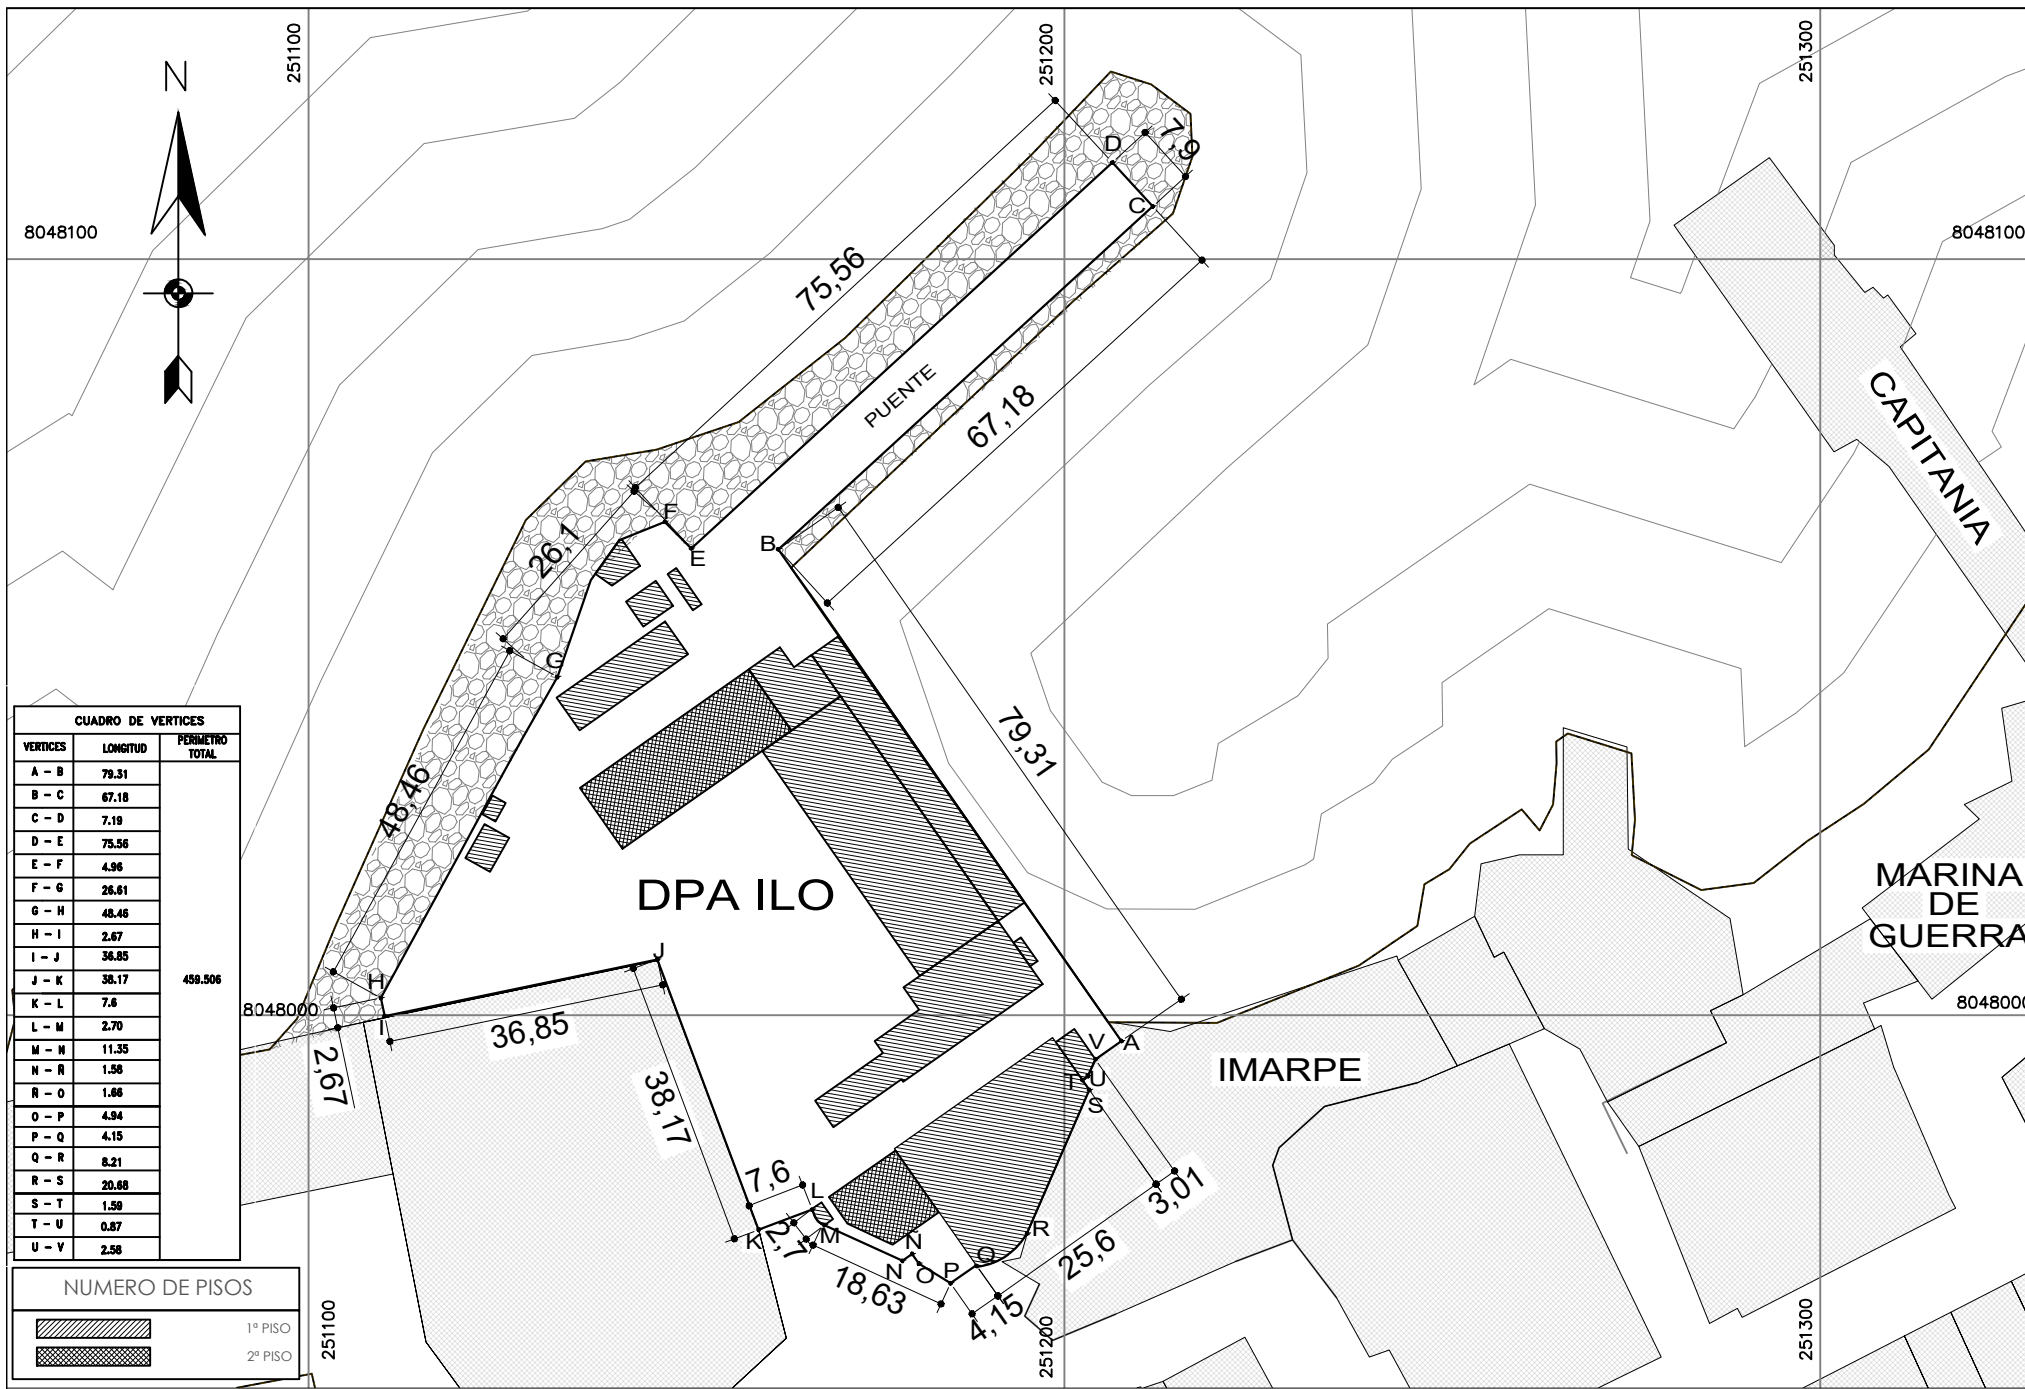 251100
251200
251300
N
8048100
8048100
D
7,9
C
75,56
PUENTE
67,18
CAPITANIA
F
26,1
E
B
G
79,31
48,46
CUADRO DE VERTICES
VERTICES LONGITUD PERIMETRO TOTAL
A - B 79.31
B - C 67.18
C - D 7.19
D - E 75.56
E - F 4.96
F - G 26.61
G - H 48.46
H - I 2.67
I - J 36.85
J - K 38.17 459.506
K - L 7.6
L - M 2.70
M - N 11.35
N - Ñ 1.58
Ñ - O 1.66
O - P 4.94
P - Q 4.15
Q - R 8.21
R - S 20.68
S - T 1.59
T - U 0.87
U - V 2.58
DPA ILO
MARINA
DE
GUERRA
J
H
8048000
I
8048000
36,85
2,67
38,17
V
A
T
U
S
IMARPE
7,6
L
3,01
K
2,7
M
Ñ
N
O
P
Q
R
25,6
18,63
4,15
NUMERO DE PISOS
1ª PISO
2ª PISO
251100
251200
251300